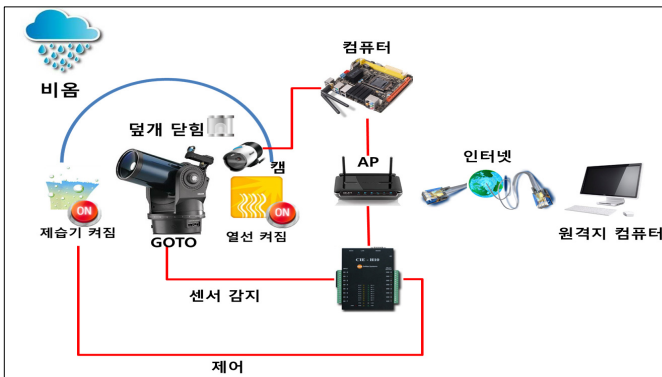 비옴
컴퓨터
덮개 닫힘
캠
AP
인터넷
ON
ON
제습기 켜짐
GOTO
열선 켜짐
원격지 컴퓨터
CIE - H10
센서 감지
제어